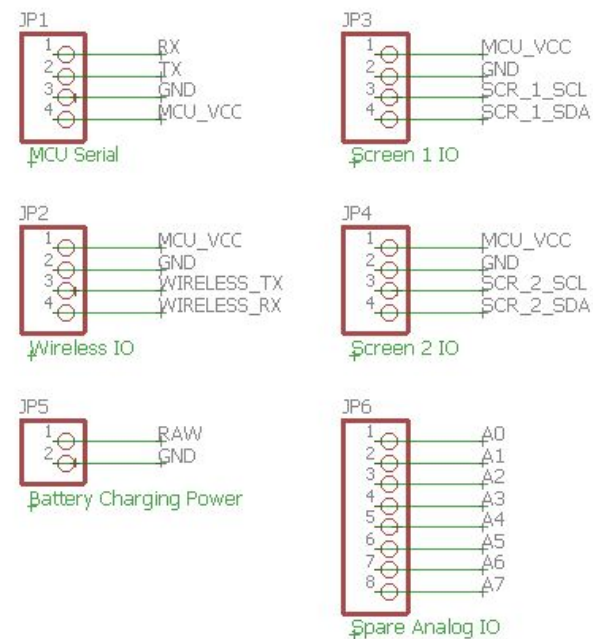 JP1
1 RX
2 TX
3 GND
4 MCU_VCC
MCU Serial
JP3
1 MCU_VCC
2 GND
3 SCR_1_SCL
4 SCR_1_SDA
Screen 1 IO
JP2
1 MCU_VCC
2 GND
3 WIRELESS_TX
4 WIRELESS_RX
Wireless IO
JP4
1 MCU_VCC
2 GND
3 SCR_2_SCL
4 SCR_2_SDA
Screen 2 IO
JP5
1 RAW
2 GND
Battery Charging Power
JP6
1 A0
2 A1
3 A2
4 A3
5 A4
6 A5
7 A6
8 A7
Spare Analog IO